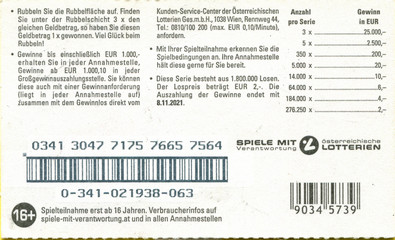 • Rubbeln Sie die Rubbelfläche auf. Finden
Sie unter der Rubbelschicht 3 x den
gleichen Geldbetrag, so haben Sie diesen
Geldbetrag 1 x gewonnen. Viel Glück beim
Rubbeln!
• Gewinne bis einschließlich EUR 1.000,-
erhalten Sie in jeder Annahmestelle,
Gewinne ab EUR 1.000,10 in jeder
Großgewinnauszahlungsstelle. Sie können
diese auch mit einer Gewinnanforderung
(liegt in jeder Annahmestelle auf)
zusammen mit dem Gewinnlos direkt vom
Kunden-Service-Center der Österreichischen
Lotterien Ges.m.b.H., 1038 Wien, Rennweg 44,
Tel.: 0810/100 200 (max. EUR 0,10/Minute),
anfordern.
• Mit Ihrer Spielteilnahme erkennen Sie die
Spielbedingungen an. Ihre Annahmestelle
hält diese gerne für Sie bereit.
• Diese Serie besteht aus 1.800.000 Losen.
Der Lospreis beträgt EUR 2,-. Die
Auszahlung der Gewinne endet mit
8.11.2021.
Anzahl Gewinn
pro Serie in EUR
3 x 25.000,-
5 x 2.500,-
350 x 200,-
5.000 x 20,-
14.000 x 10,-
64.000 x 6,-
184.000 x 4,-
276.250 x 2,-
0341 3047 7175 7665 7564
0-341-021938-063
SPIELE MIT
Verantwortung
österreichische
LOTTERIEN
16+
Spielteilnahme erst ab 16 Jahren. Verbraucherinfos auf
spiele-mit-verantwortung.at und in allen Annahmestellen
9034 5739